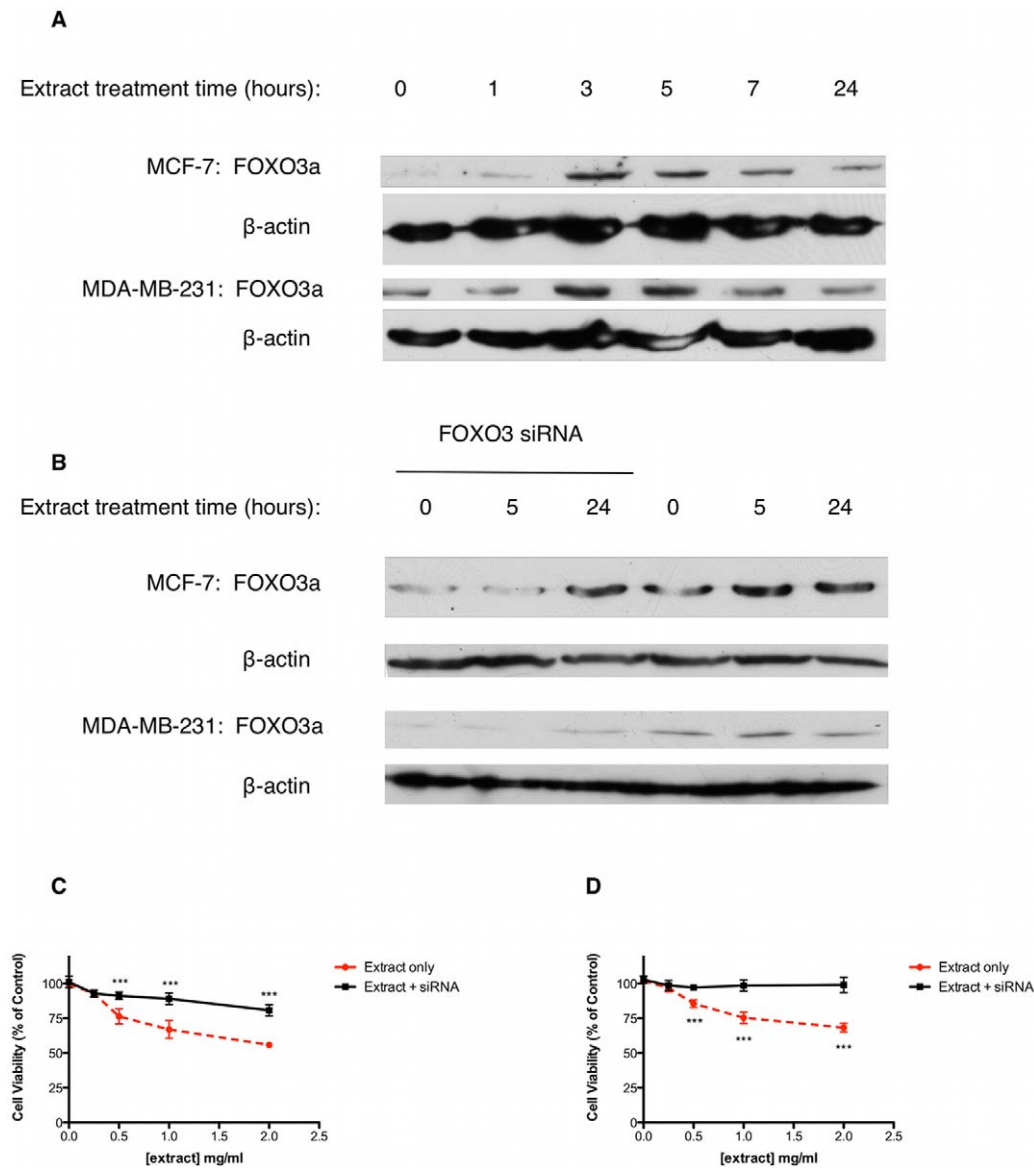 A
Extract treatment time (hours): 0 1 3 5 7 24
MCF-7: FOXO3a
β-actin
MDA-MB-231: FOXO3a
β-actin
FOXO3 siRNA
B
Extract treatment time (hours): 0 5 24 0 5 24
MCF-7: FOXO3a
β-actin
MDA-MB-231: FOXO3a
β-actin
C
Cell Viability (% of Control)
100
75
50
25
0
0.0 0.5 1.0 1.5 2.0 2.5
[extract] mg/ml
*** *** ***
Extract only
Extract + siRNA
D
Cell Viability (% of Control)
100
75
50
25
0
0.0 0.5 1.0 1.5 2.0 2.5
[extract] mg/ml
***
***
***
Extract only
Extract + siRNA